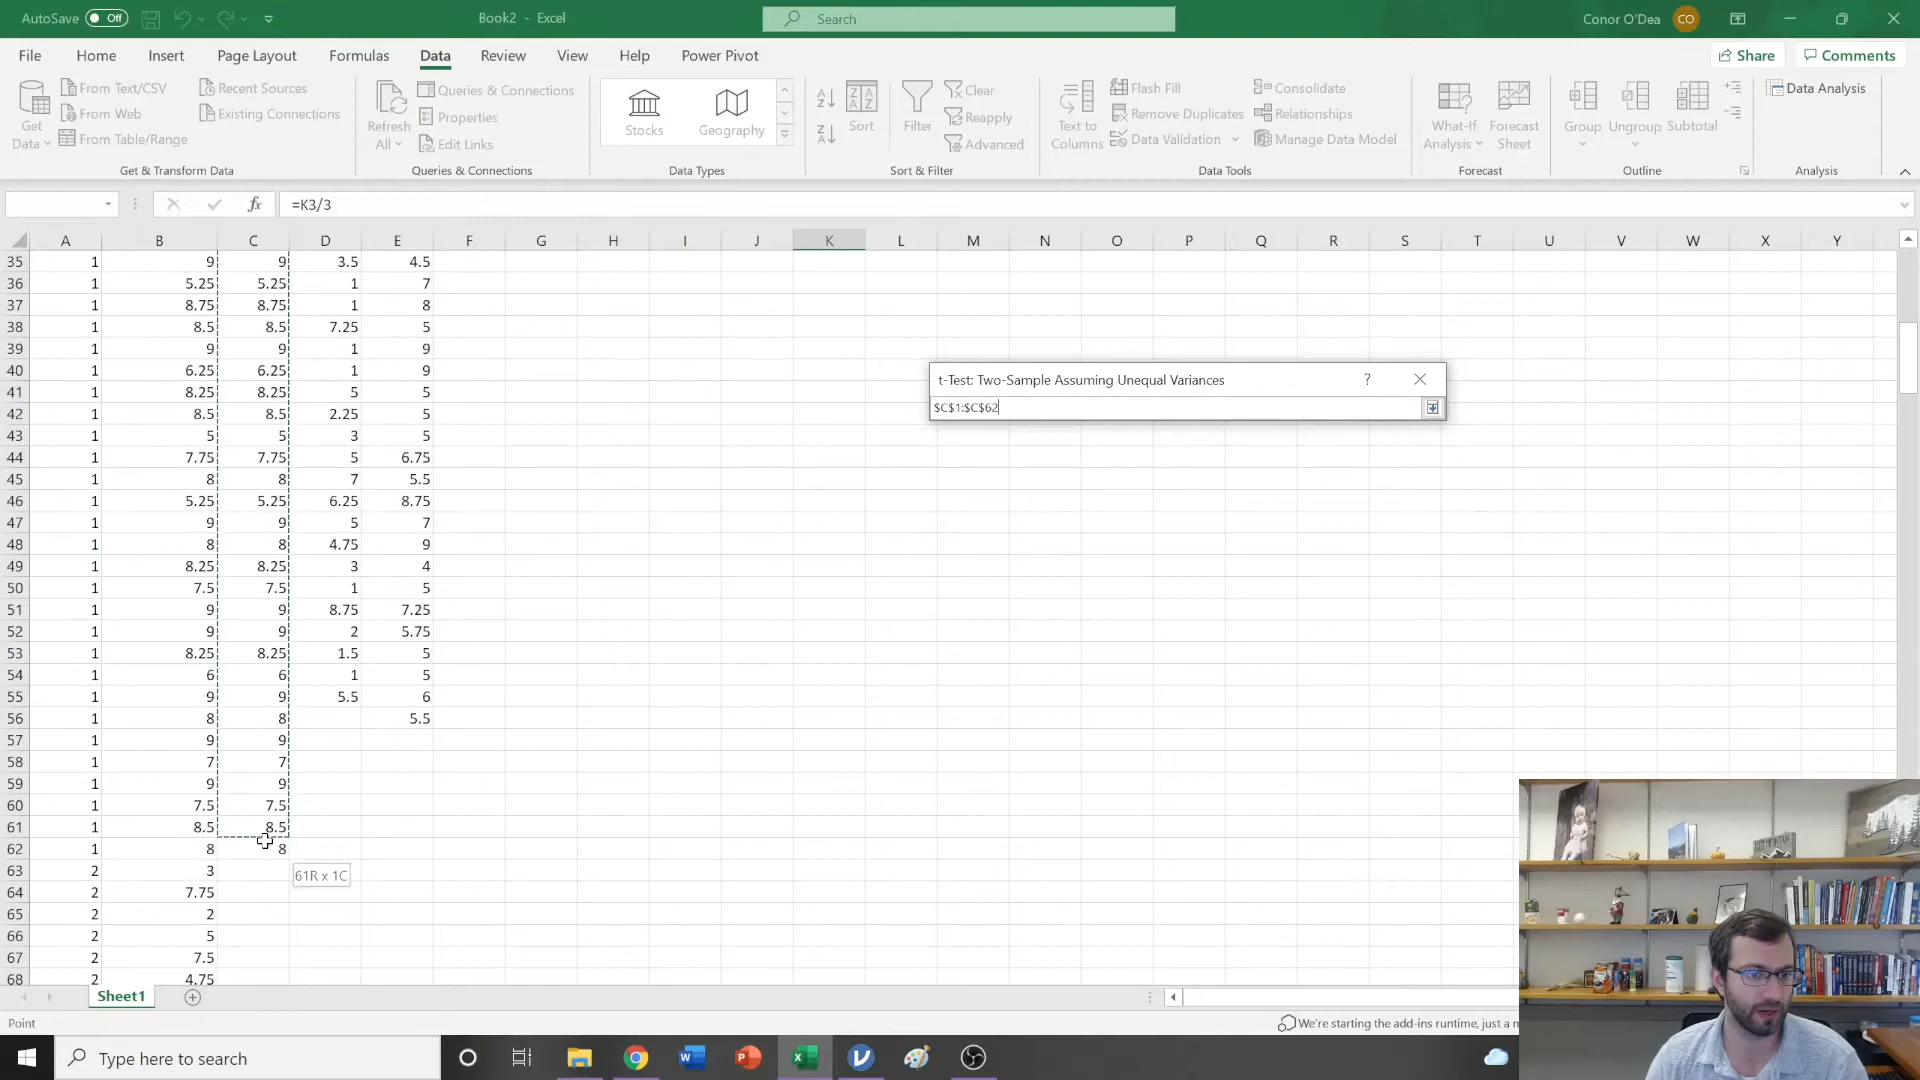 AutoSave Off Book2 - Excel Search Conor O'Dea CO
File Home Insert Page Layout Formulas Data Review View Help Power Pivot Share Comments
Get Data From Text/CSV From Web From Table/Range Recent Sources Existing Connections
Get & Transform Data
Refresh All Queries & Connections Properties Edit Links
Queries & Connections
Stocks Geography
Data Types
Sort Filter Clear Reapply Advanced
Sort & Filter
Text to Columns Flash Fill Remove Duplicates Data Validation Consolidate Relationships Manage Data Model
Data Tools
What-If Analysis Forecast Sheet
Forecast
Group Ungroup Subtotal
Outline
Data Analysis
Analysis
fx =K3/3
A B C D E F G H I J K L M N O P Q R S T U V W X Y
35 1 9 9 3.5 4.5
36 1 5.25 5.25 1 7
37 1 8.75 8.75 1 8
38 1 8.5 8.5 7.25 5
39 1 9 9 1 9
40 1 6.25 6.25 1 9
41 1 8.25 8.25 5 5
42 1 8.5 8.5 2.25 5
43 1 5 5 3 5
44 1 7.75 7.75 5 6.75
45 1 8 8 7 5.5
46 1 5.25 5.25 6.25 8.75
47 1 9 9 5 7
48 1 8 8 4.75 9
49 1 8.25 8.25 3 4
50 1 7.5 7.5 1 5
51 1 9 9 8.75 7.25
52 1 9 9 2 5.75
53 1 8.25 8.25 1.5 5
54 1 6 6 1 5
55 1 9 9 5.5 6
56 1 8 8 5.5
57 1 9 9
58 1 7 7
59 1 9 9
60 1 7.5 7.5
61 1 8.5 8.5
62 1 8 8
63 2 3
64 2 7.75
65 2 2
66 2 5
67 2 7.5
68 2 4.75
61R x 1C
t-Test: Two-Sample Assuming Unequal Variances ?
$C$1:$C$62
Sheet1
Point We're starting the add-ins runtime, just a m
Type here to search